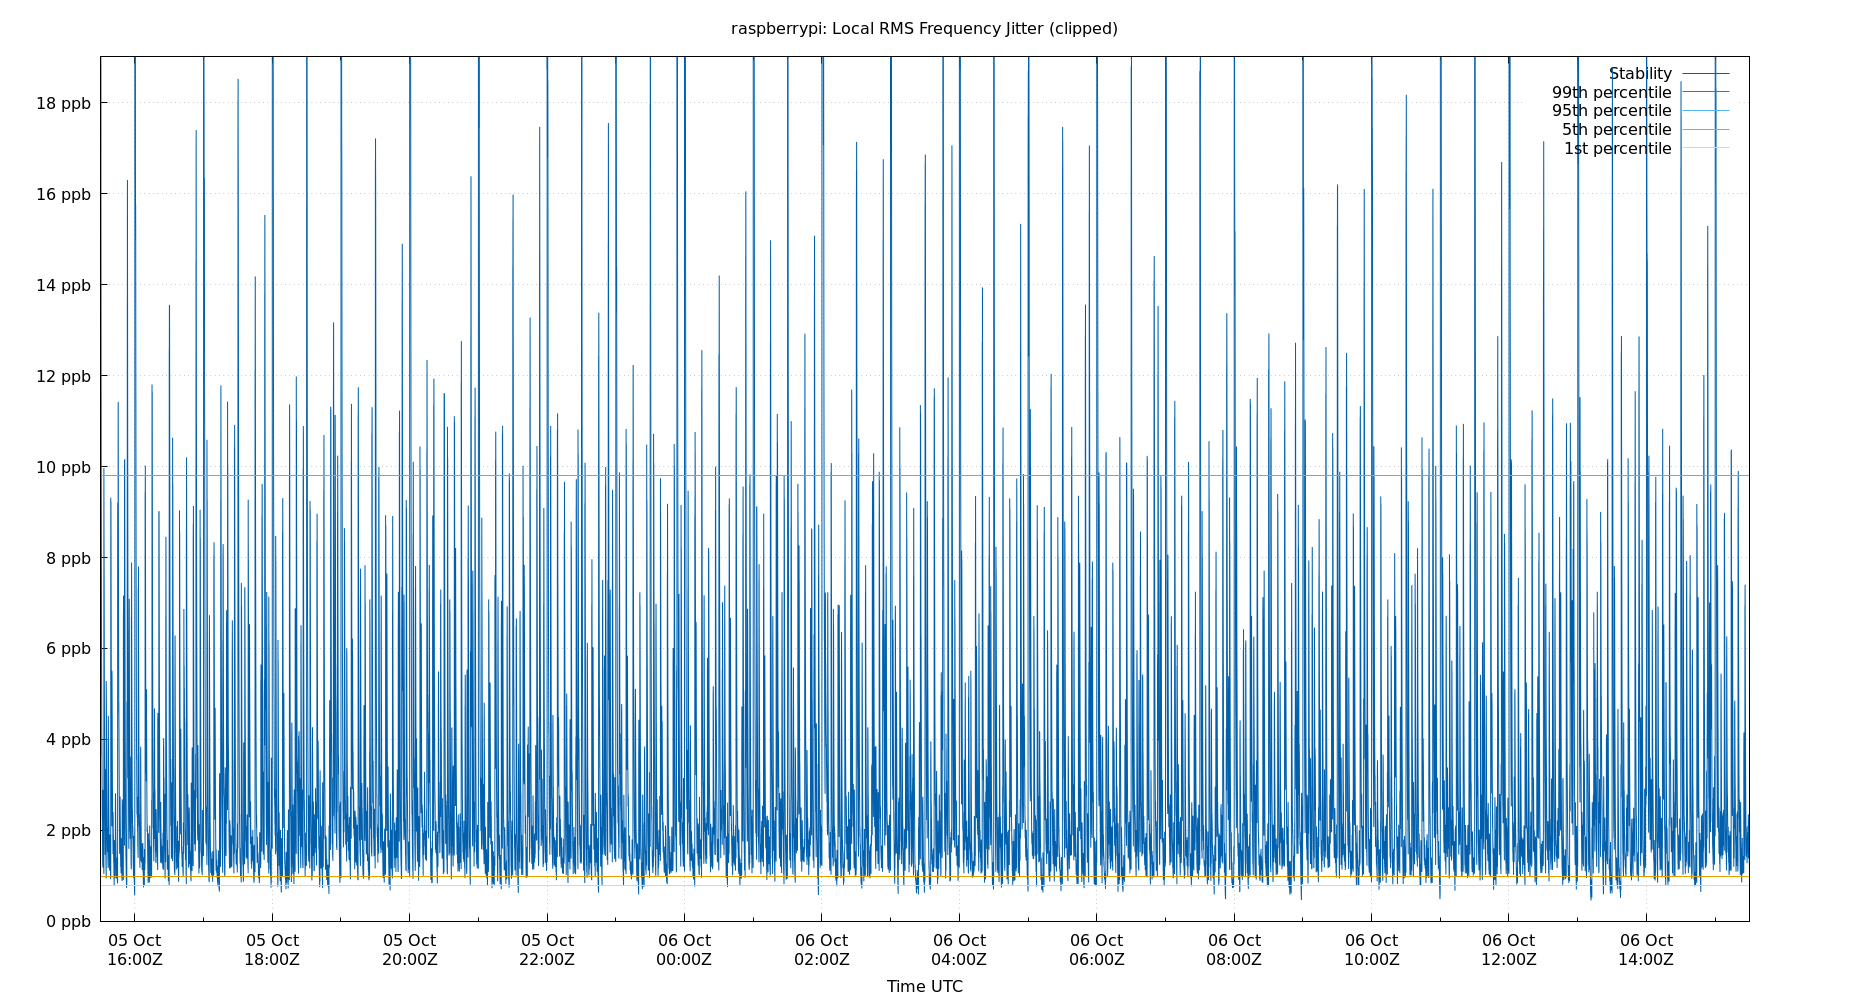 raspberrypi: Local RMS Frequency Jitter (clipped)
Stability
99th percentile
95th percentile
5th percentile
1st percentile
18 ppb
16 ppb
14 ppb
12 ppb
10 ppb
8 ppb
6 ppb
4 ppb
2 ppb
0 ppb
05 Oct 05 Oct 05 Oct 05 Oct 06 Oct 06 Oct 06 Oct 06 Oct 06 Oct 06 Oct 06 Oct 06 Oct
16:00Z 18:00Z 20:00Z 22:00Z 00:00Z 02:00Z 04:00Z 06:00Z 08:00Z 10:00Z 12:00Z 14:00Z
Time UTC